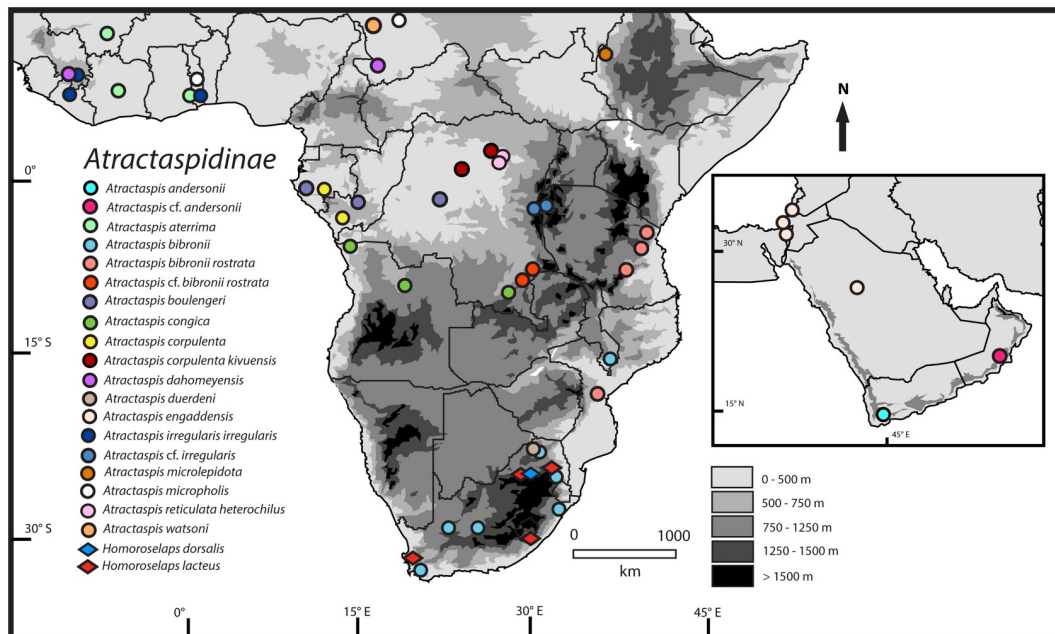 N
Atractaspidinae
Atractaspis andersonii
Atractaspis cf. andersonii
Atractaspis aterrima
Atractaspis bibronii
Atractaspis bibronii rostrata
Atractaspis cf. bibronii rostrata
Atractaspis boulengeri
Atractaspis congica
Atractaspis corpulenta
Atractaspis corpulenta kivuensis
Atractaspis dahomeyensis
Atractaspis duerdeni
Atractaspis engaddensis
Atractaspis irregularis irregularis
Atractaspis cf. irregularis
Atractaspis microlepidota
Atractaspis micropholis
Atractaspis reticulata heterochilus
Atractaspis watsoni
Homoroselaps dorsalis
Homoroselaps lacteus
0°
15° S
30° S
0°
15° E
30° E
45° E
0
1000
km
30° N
15° N
45° E
0 - 500 m
500 - 750 m
750 - 1250 m
1250 - 1500 m
> 1500 m